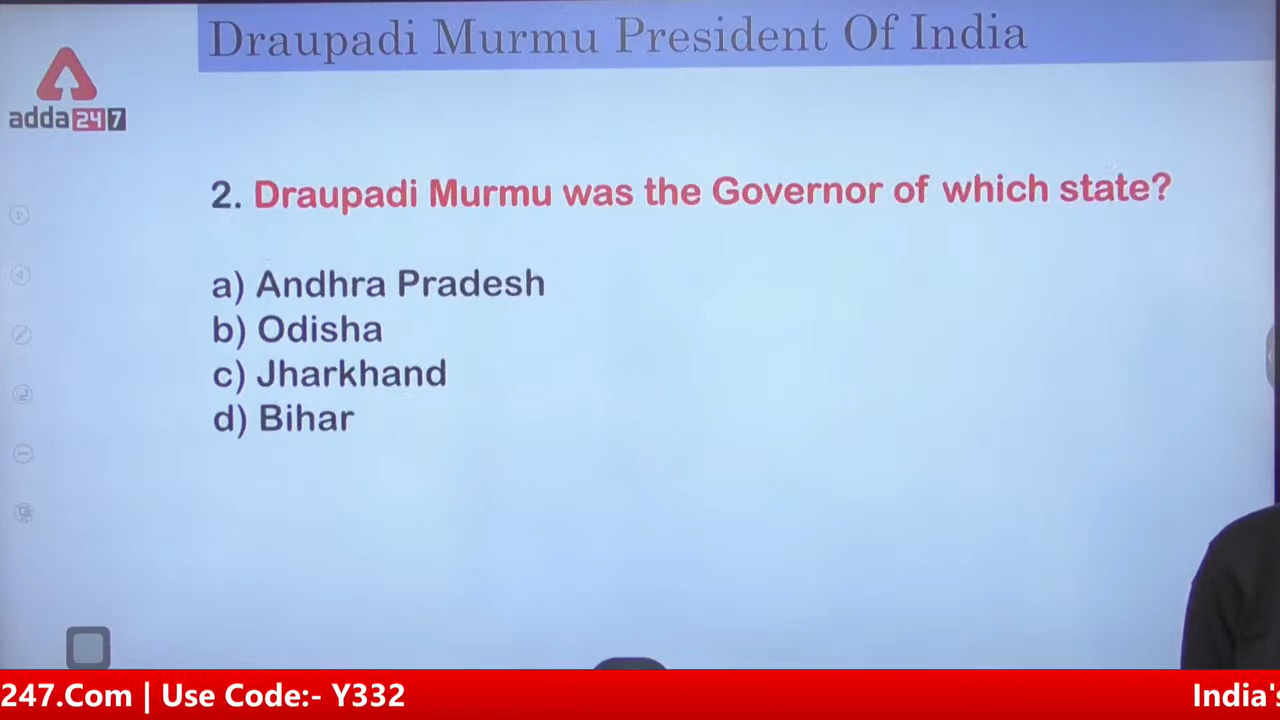 Draupadi Murmu President Of India
adda247
2. Draupadi Murmu was the Governor of which state?
a) Andhra Pradesh
b) Odisha
c) Jharkhand
d) Bihar
247.Com | Use Code:- Y332
India's